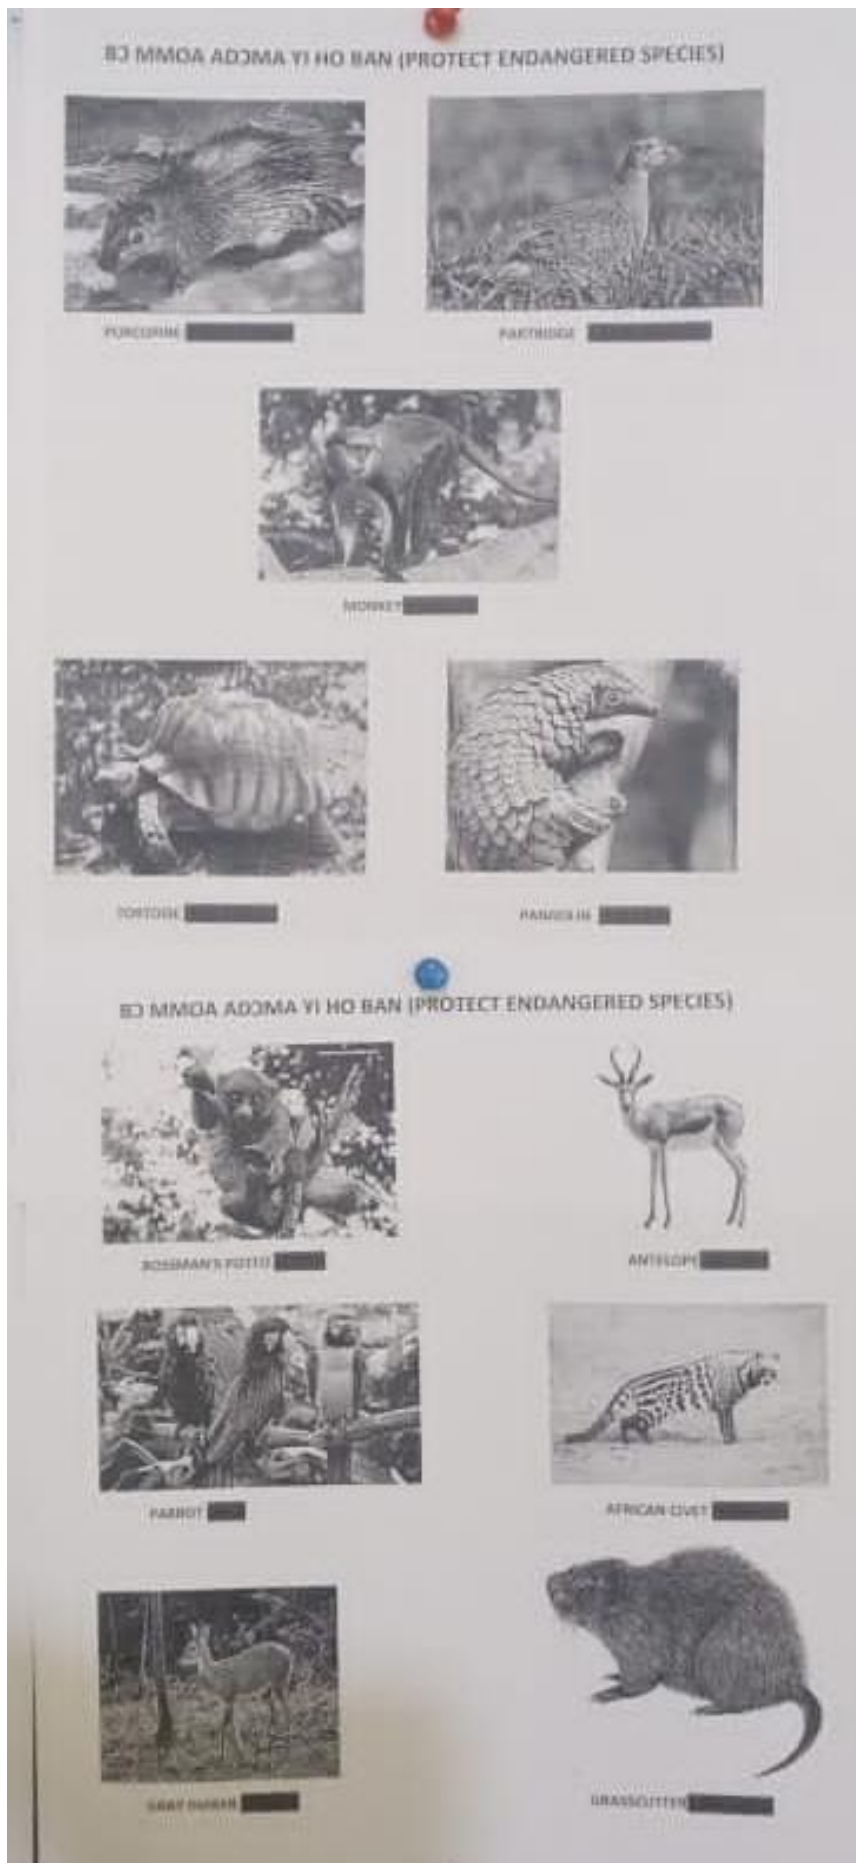 BƆ MMOA ADƆMA YI HO BAN (PROTECT ENDANGERED SPECIES)
PORCUPINE
PARTRIDGE
MONKEY
TORTOISE
PANGOLIN
BƆ MMOA ADƆMA YI HO BAN (PROTECT ENDANGERED SPECIES)
BOSSMAN'S POTTO
ANTELOPE
PARROT
AFRICAN CIVET
GRAY DUIKER
GRASSCUTTER